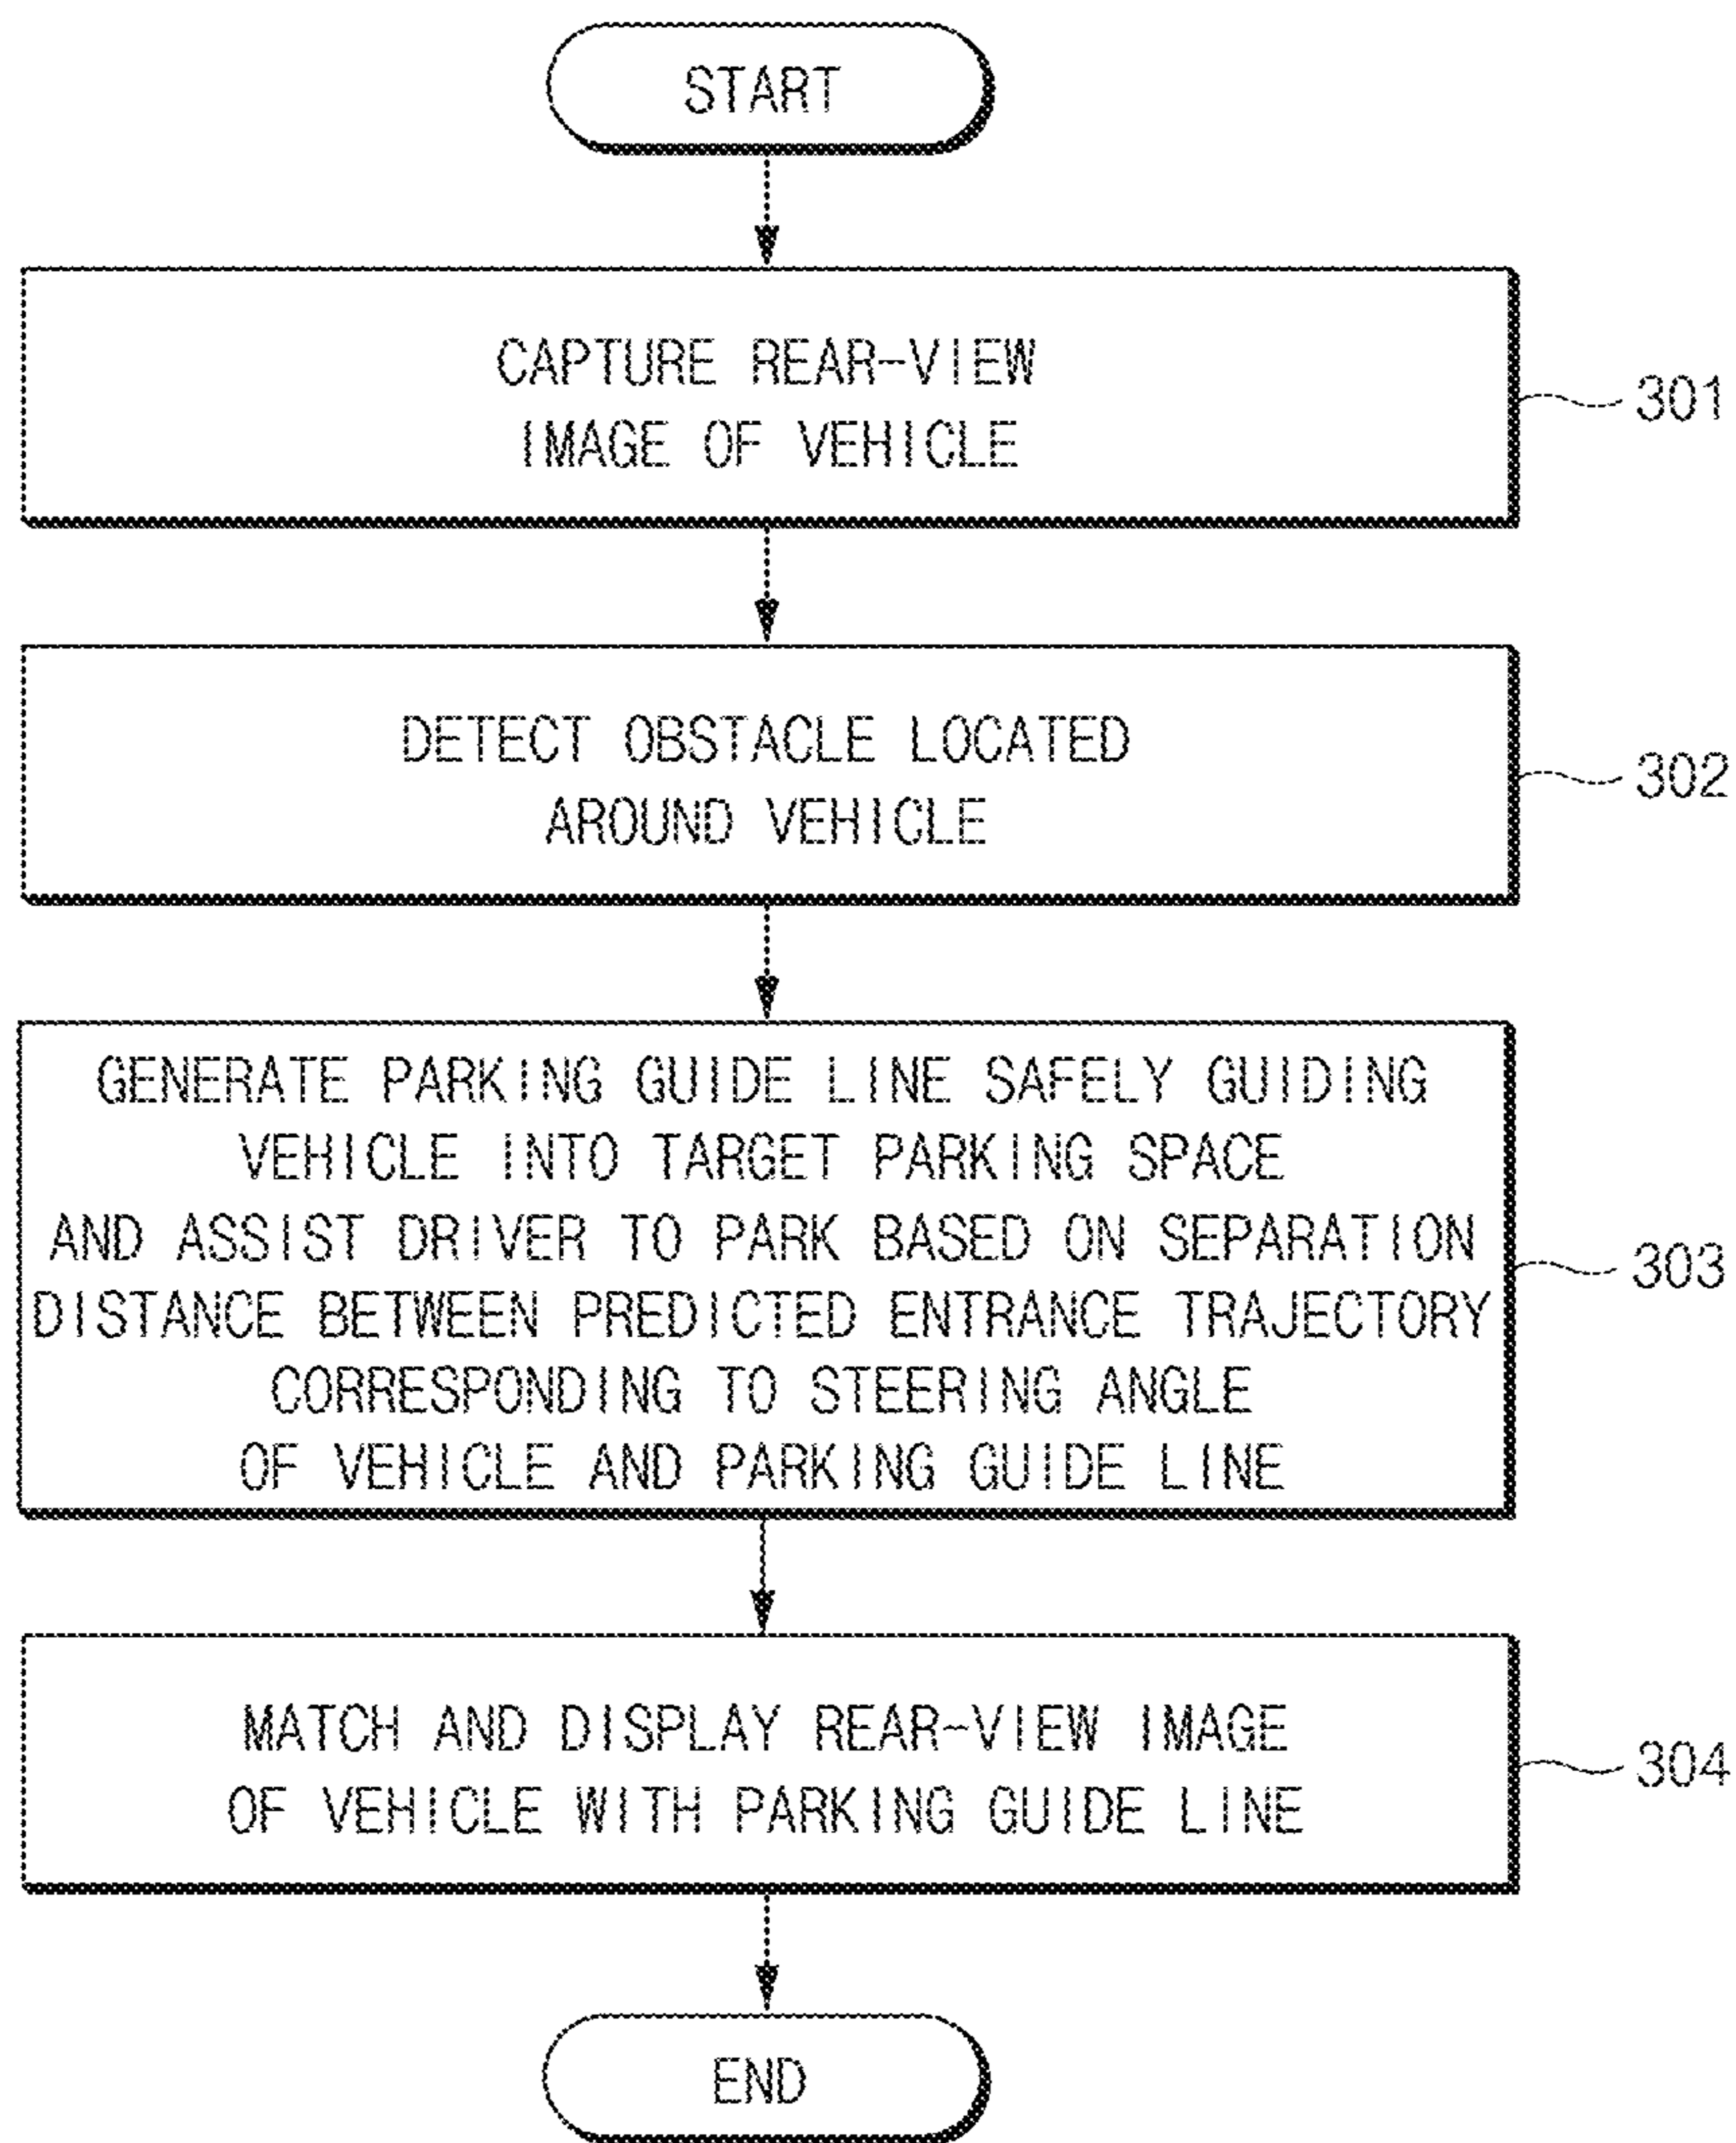 START
CAPTURE REAR-VIEW
IMAGE OF VEHICLE
301
DETECT OBSTACLE LOCATED
AROUND VEHICLE
302
GENERATE PARKING GUIDE LINE SAFELY GUIDING
VEHICLE INTO TARGET PARKING SPACE
AND ASSIST DRIVER TO PARK BASED ON SEPARATION
DISTANCE BETWEEN PREDICTED ENTRANCE TRAJECTORY
CORRESPONDING TO STEERING ANGLE
OF VEHICLE AND PARKING GUIDE LINE
303
MATCH AND DISPLAY REAR-VIEW IMAGE
OF VEHICLE WITH PARKING GUIDE LINE
304
END